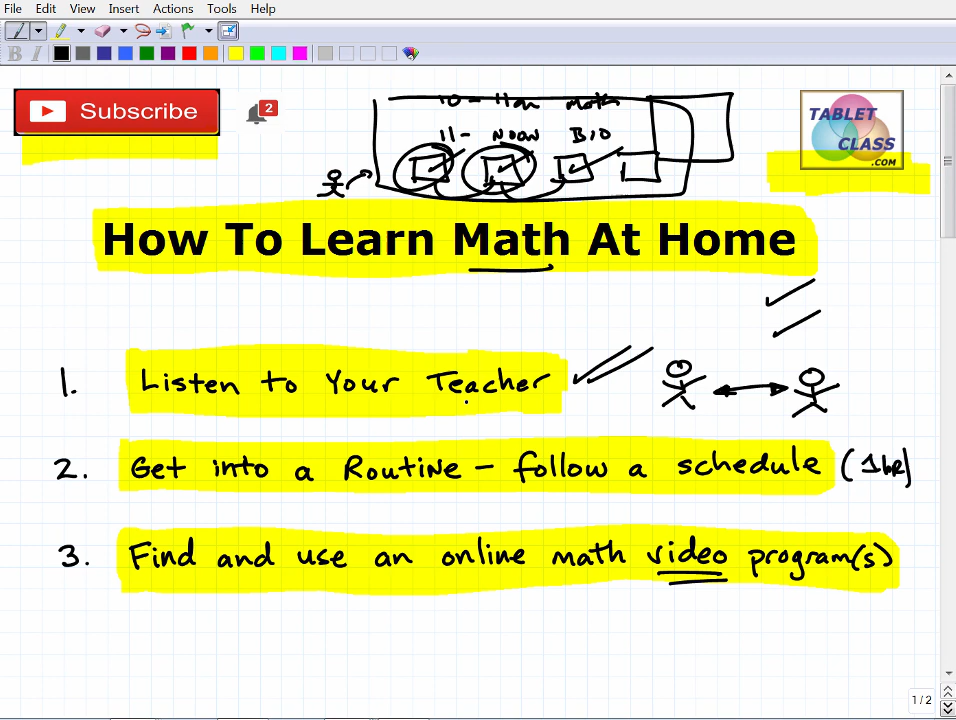 File Edit View Insert Actions Tools Help
B I
Subscribe
2
10 - 11am Math
11 - Noon BIO
TABLET
CLASS
.COM
How To Learn Math At Home
1. Listen to Your Teacher
2. Get into a Routine - follow a schedule (1hr)
3. Find and use an online math video program(s)
1 / 2